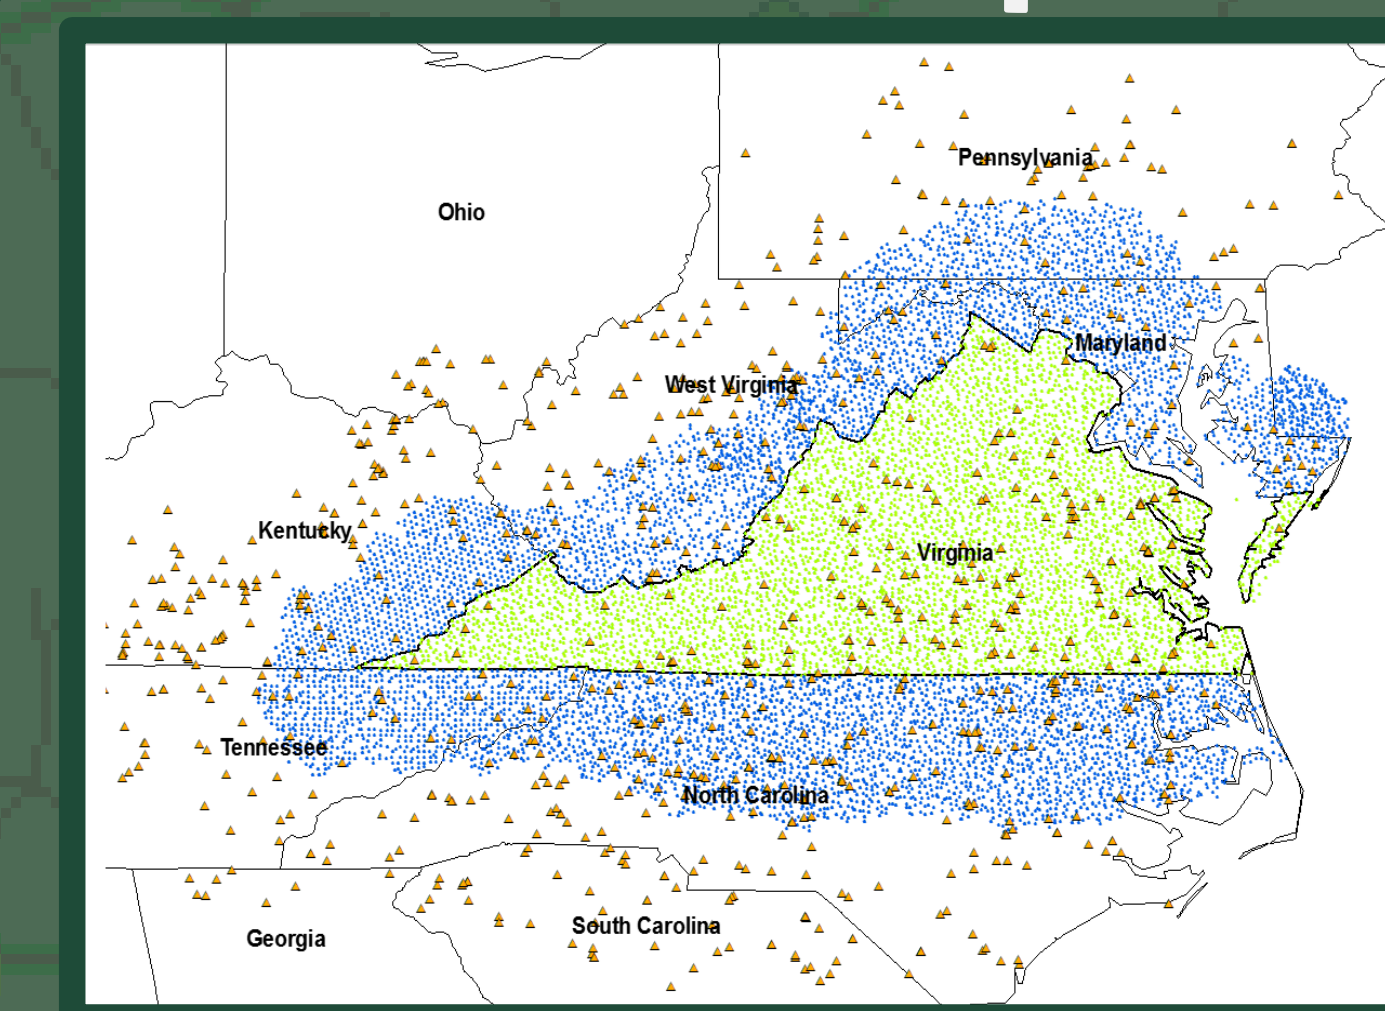 Pennsylvania
Ohio
Maryland
West Virginia
Kentucky
Virginia
Tennessee
North Carolina
South Carolina
Georgia